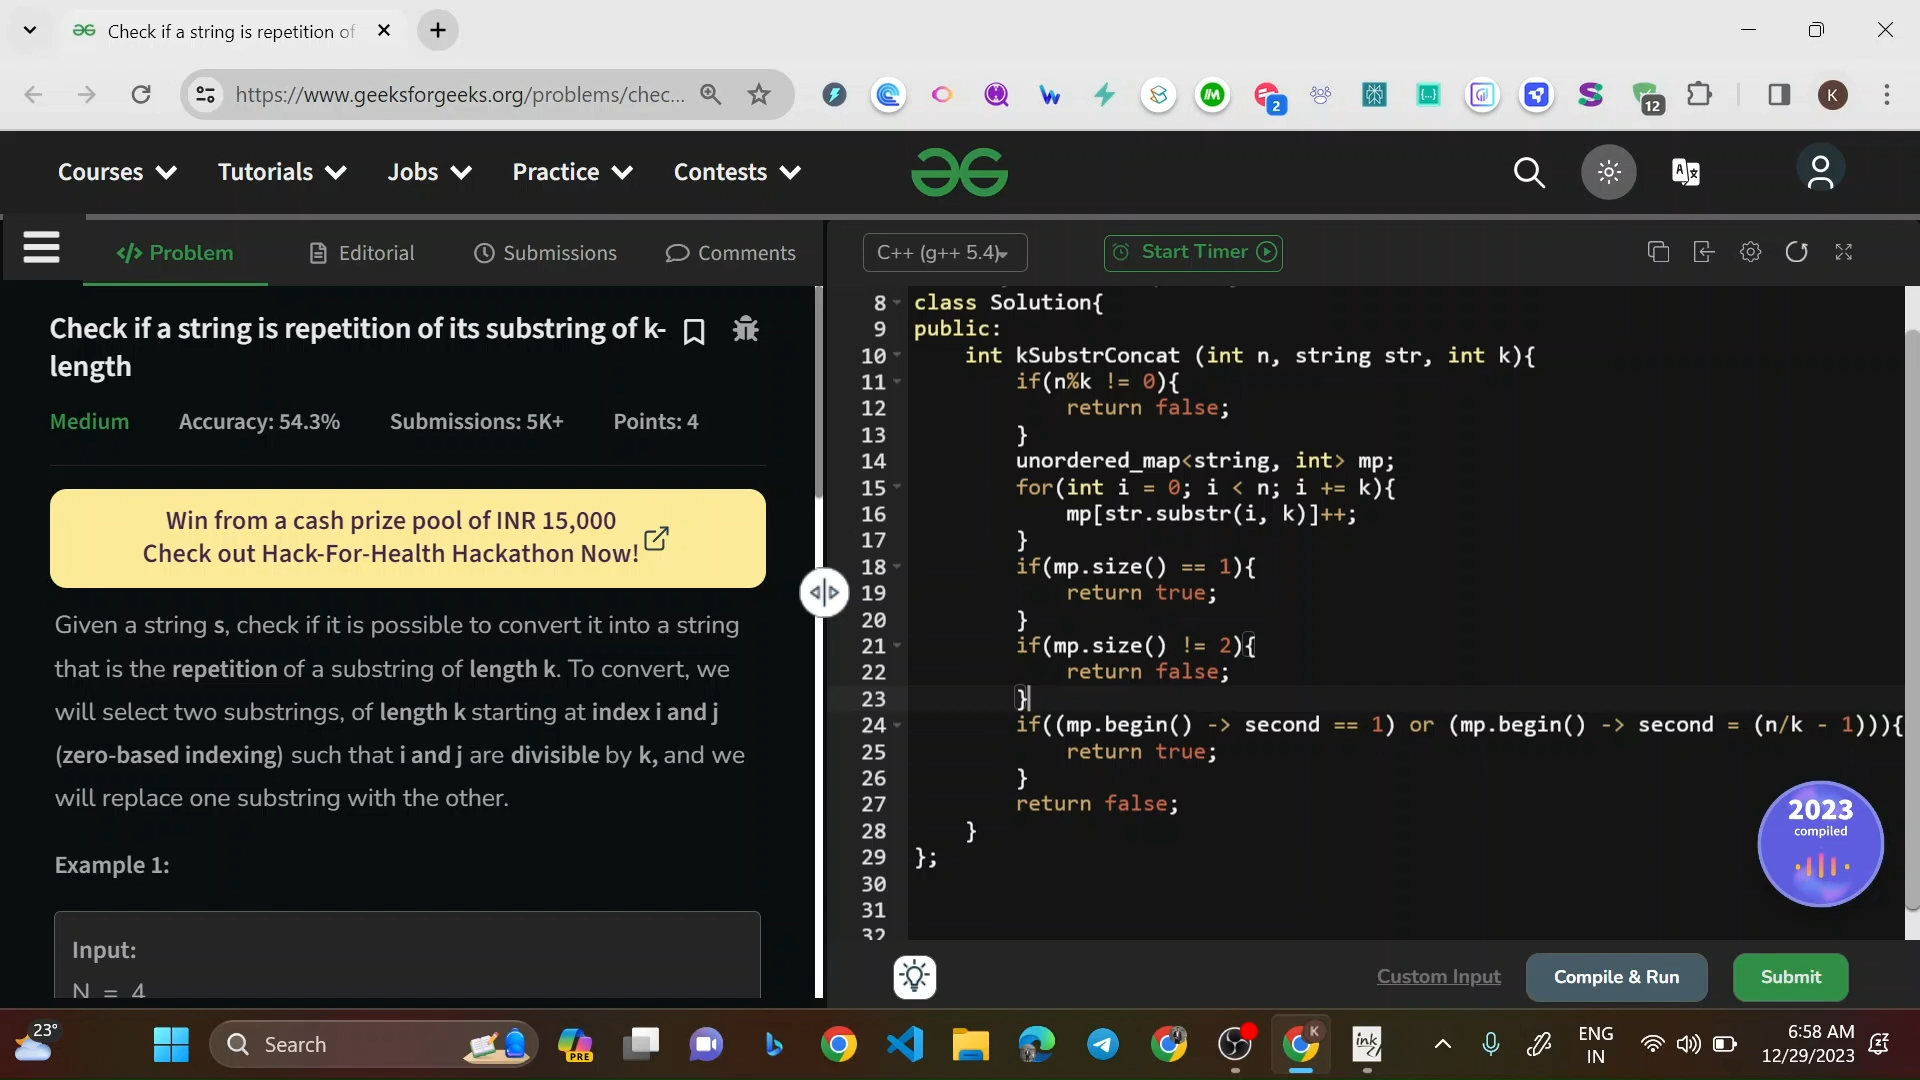 Check if a string is repetition of
https://www.geeksforgeeks.org/problems/chec...
2
12
K
Courses
Tutorials
Jobs
Practice
Contests
</> Problem
Editorial
Submissions
Comments
C++ (g++ 5.4)
Start Timer
Check if a string is repetition of its substring of k-
length
Medium
Accuracy: 54.3%
Submissions: 5K+
Points: 4
Win from a cash prize pool of INR 15,000
Check out Hack-For-Health Hackathon Now!
Given a string s, check if it is possible to convert it into a string
that is the repetition of a substring of length k. To convert, we
will select two substrings, of length k starting at index i and j
(zero-based indexing) such that i and j are divisible by k, and we
will replace one substring with the other.
Example 1:
Input:
N = 4
8 class Solution{
9 public:
10 int kSubstrConcat (int n, string str, int k){
11 if(n%k != 0){
12 return false;
13 }
14 unordered_map<string, int> mp;
15 for(int i = 0; i < n; i += k){
16 mp[str.substr(i, k)]++;
17 }
18 if(mp.size() == 1){
19 return true;
20 }
21 if(mp.size() != 2){
22 return false;
23 }
24 if((mp.begin() -> second == 1) or (mp.begin() -> second = (n/k - 1))){
25 return true;
26 }
27 return false;
28 }
29 };
30
31
32
2023
compiled
Custom Input
Compile & Run
Submit
23°
Search
PRE
K
ink
ENG
IN
6:58 AM
12/29/2023